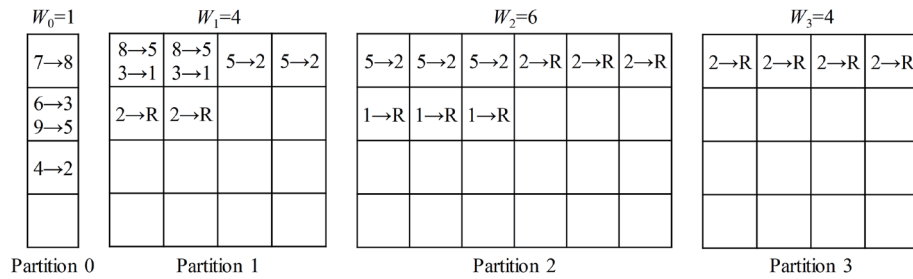 W₀=1
W₁=4
W₂=6
W₃=4
7→8
8→5
3→1
8→5
3→1
5→2
5→2
5→2
5→2
5→2
2→R
2→R
2→R
2→R
2→R
2→R
2→R
6→3
9→5
2→R
2→R
1→R
1→R
1→R
4→2
Partition 0
Partition 1
Partition 2
Partition 3